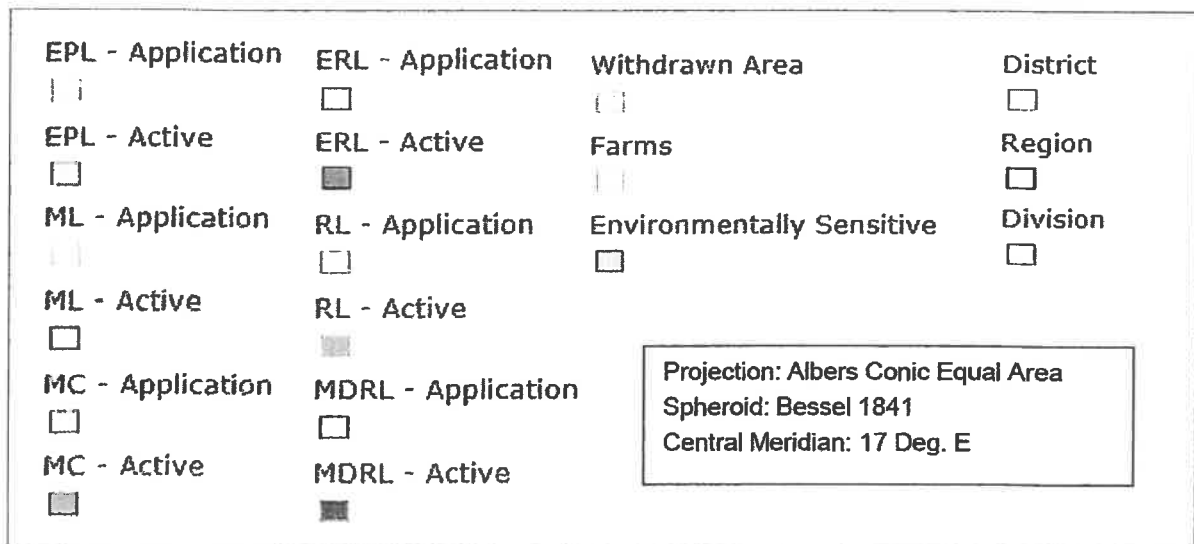 EPL - Application
EPL - Active
ML - Application
ML - Active
MC - Application
MC - Active
ERL - Application
ERL - Active
RL - Application
RL - Active
MDRL - Application
MDRL - Active
Withdrawn Area
Farms
Environmentally Sensitive
District
Region
Division
Projection: Albers Conic Equal Area
Spheroid: Bessel 1841
Central Meridian: 17 Deg. E